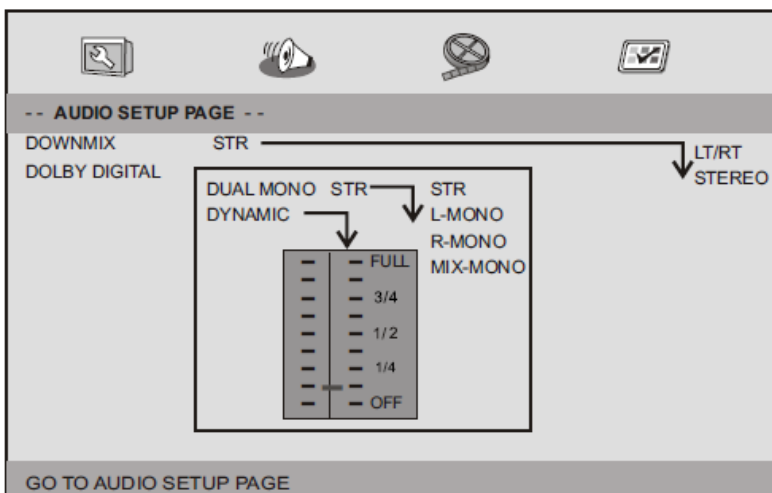 -- AUDIO SETUP PAGE --
DOWNMIX STR LT/RT
STEREO
DOLBY DIGITAL
DUAL MONO STR STR
DYNAMIC L-MONO
R-MONO
MIX-MONO
FULL
3/4
1/2
1/4
OFF
GO TO AUDIO SETUP PAGE